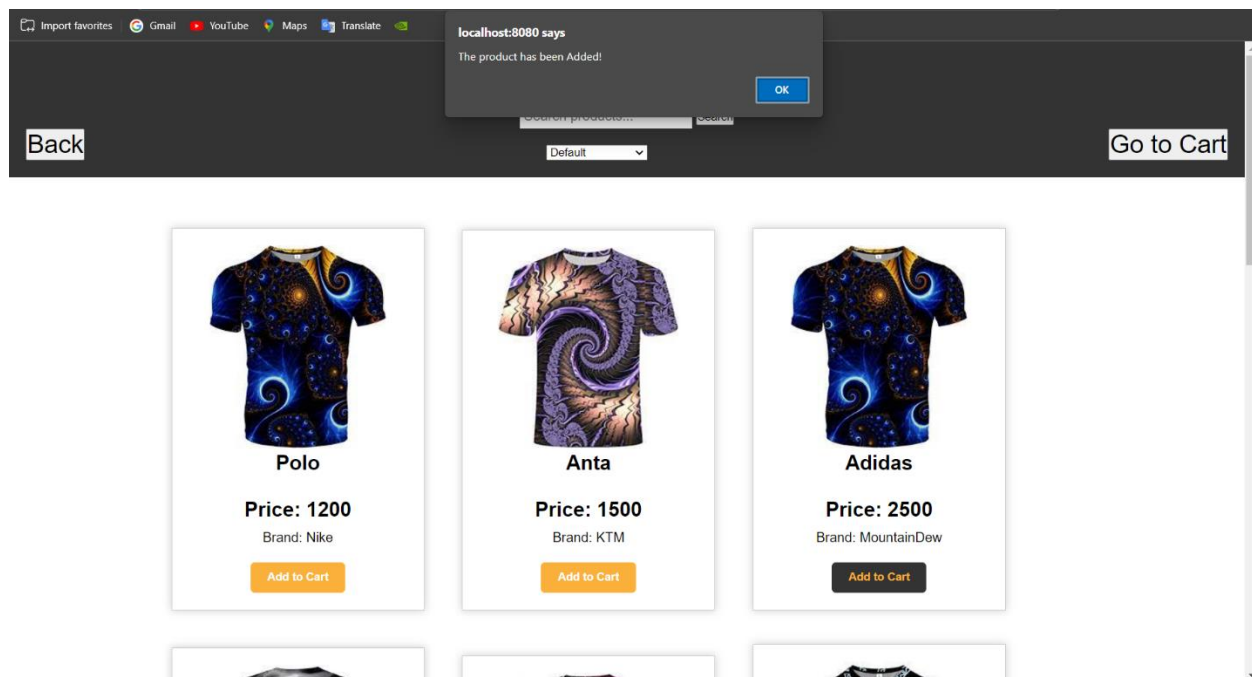 Import favorites Gmail YouTube Maps Translate
localhost:8080 says
The product has been Added!
OK
Search products... Search
Back
Default
Go to Cart
Polo
Price: 1200
Brand: Nike
Add to Cart
Anta
Price: 1500
Brand: KTM
Add to Cart
Adidas
Price: 2500
Brand: MountainDew
Add to Cart